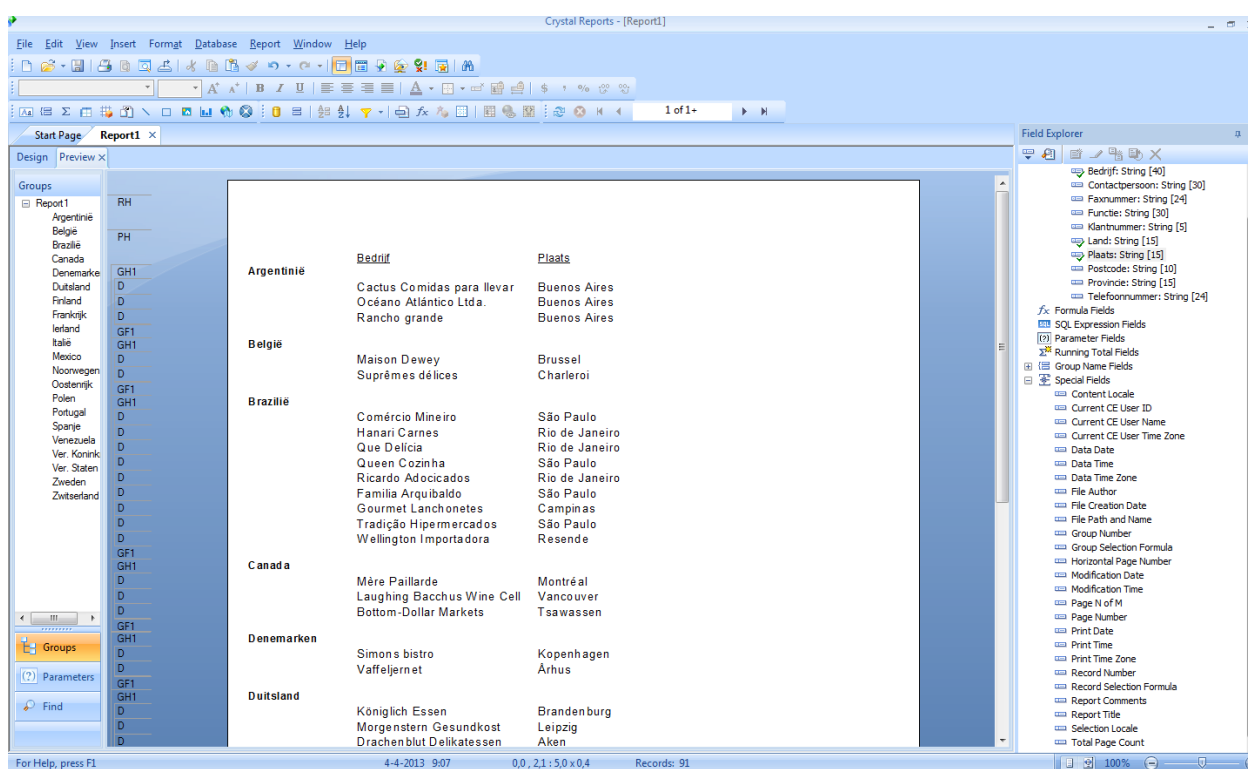 Crystal Reports - [Report1]
File Edit View Insert Format Database Report Window Help
1 of 1+
Start Page Report1
Design Preview
Groups
Report1
Argentinië
België
Brazilië
Canada
Denemarke
Duitsland
Finland
Frankrijk
Ierland
Italië
Mexico
Noorwegen
Oostenrijk
Polen
Portugal
Spanje
Venezuela
Ver. Konink
Ver. Staten
Zweden
Zwitserland
Groups
Parameters
Find
RH
PH
Bedrijf Plaats
GH1 Argentinië
D Cactus Comidas para llevar Buenos Aires
D Océano Atlántico Ltda. Buenos Aires
D Rancho grande Buenos Aires
GF1
GH1 België
D Maison Dewey Brussel
D Suprêmes délices Charleroi
GF1
GH1 Brazilië
D Comércio Mineiro São Paulo
D Hanari Carnes Rio de Janeiro
D Que Delícia Rio de Janeiro
D Queen Cozinha São Paulo
D Ricardo Adocicados Rio de Janeiro
D Familia Arquibaldo São Paulo
D Gourmet Lanchonetes Campinas
D Tradição Hipermercados São Paulo
D Wellington Importadora Resende
GF1
GH1 Canada
D Mère Paillarde Montréal
D Laughing Bacchus Wine Cell Vancouver
D Bottom-Dollar Markets Tsawassen
GF1
GH1 Denemarken
D Simons bistro Kopenhagen
D Vaffeljernet Århus
GF1
GH1 Duitsland
D Königlich Essen Brandenburg
D Morgenstern Gesundkost Leipzig
D Drachenblut Delikatessen Aken
Field Explorer
Bedrijf: String [40]
Contactpersoon: String [30]
Faxnummer: String [24]
Functie: String [30]
Klantnummer: String [5]
Land: String [15]
Plaats: String [15]
Postcode: String [10]
Provincie: String [15]
Telefoonnummer: String [24]
Formula Fields
SQL Expression Fields
Parameter Fields
Running Total Fields
Group Name Fields
Special Fields
Content Locale
Current CE User ID
Current CE User Name
Current CE User Time Zone
Data Date
Data Time
Data Time Zone
File Author
File Creation Date
File Path and Name
Group Number
Group Selection Formula
Horizontal Page Number
Modification Date
Modification Time
Page N of M
Page Number
Print Date
Print Time
Print Time Zone
Record Number
Record Selection Formula
Report Comments
Report Title
Selection Locale
Total Page Count
For Help, press F1 4-4-2013 9:07 0,0 , 2,1 : 5,0 x 0,4 Records: 91 100%